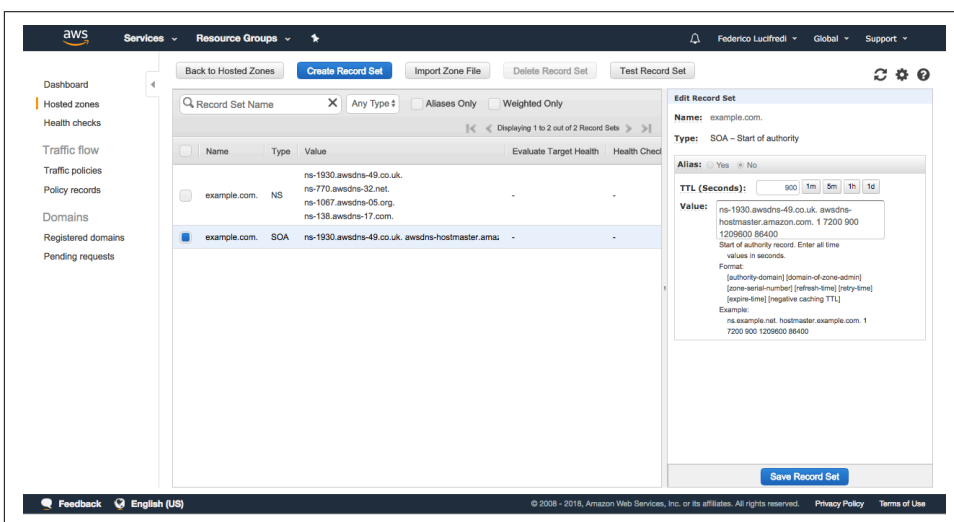 aws Services Resource Groups Federico Lucifredi Global Support
Dashboard
Hosted zones
Health checks
Traffic flow
Traffic policies
Policy records
Domains
Registered domains
Pending requests
Back to Hosted Zones Create Record Set Import Zone File Delete Record Set Test Record Set
Record Set Name X Any Type Aliases Only Weighted Only
Displaying 1 to 2 out of 2 Record Sets
Name Type Value Evaluate Target Health Health Chec
example.com. NS
ns-1930.awsdns-49.co.uk.
ns-770.awsdns-32.net.
ns-1067.awsdns-05.org.
ns-138.awsdns-17.com.
- -
example.com. SOA ns-1930.awsdns-49.co.uk. awsdns-hostmaster.amaz - -
Edit Record Set
Name: example.com.
Type: SOA – Start of authority
Alias: Yes No
TTL (Seconds): 900 1m 5m 1h 1d
Value: ns-1930.awsdns-49.co.uk. awsdns-
hostmaster.amazon.com. 1 7200 900
1209600 86400
Start of authority record. Enter all time
values in seconds.
Format:
[authority-domain] [domain-of-zone-admin]
[zone-serial-number] [refresh-time] [retry-time]
[expire-time] [negative caching TTL]
Example:
ns.example.net. hostmaster.example.com. 1
7200 900 1209600 86400
Save Record Set
Feedback English (US) © 2008 - 2018, Amazon Web Services, Inc. or its affiliates. All rights reserved. Privacy Policy Terms of Use